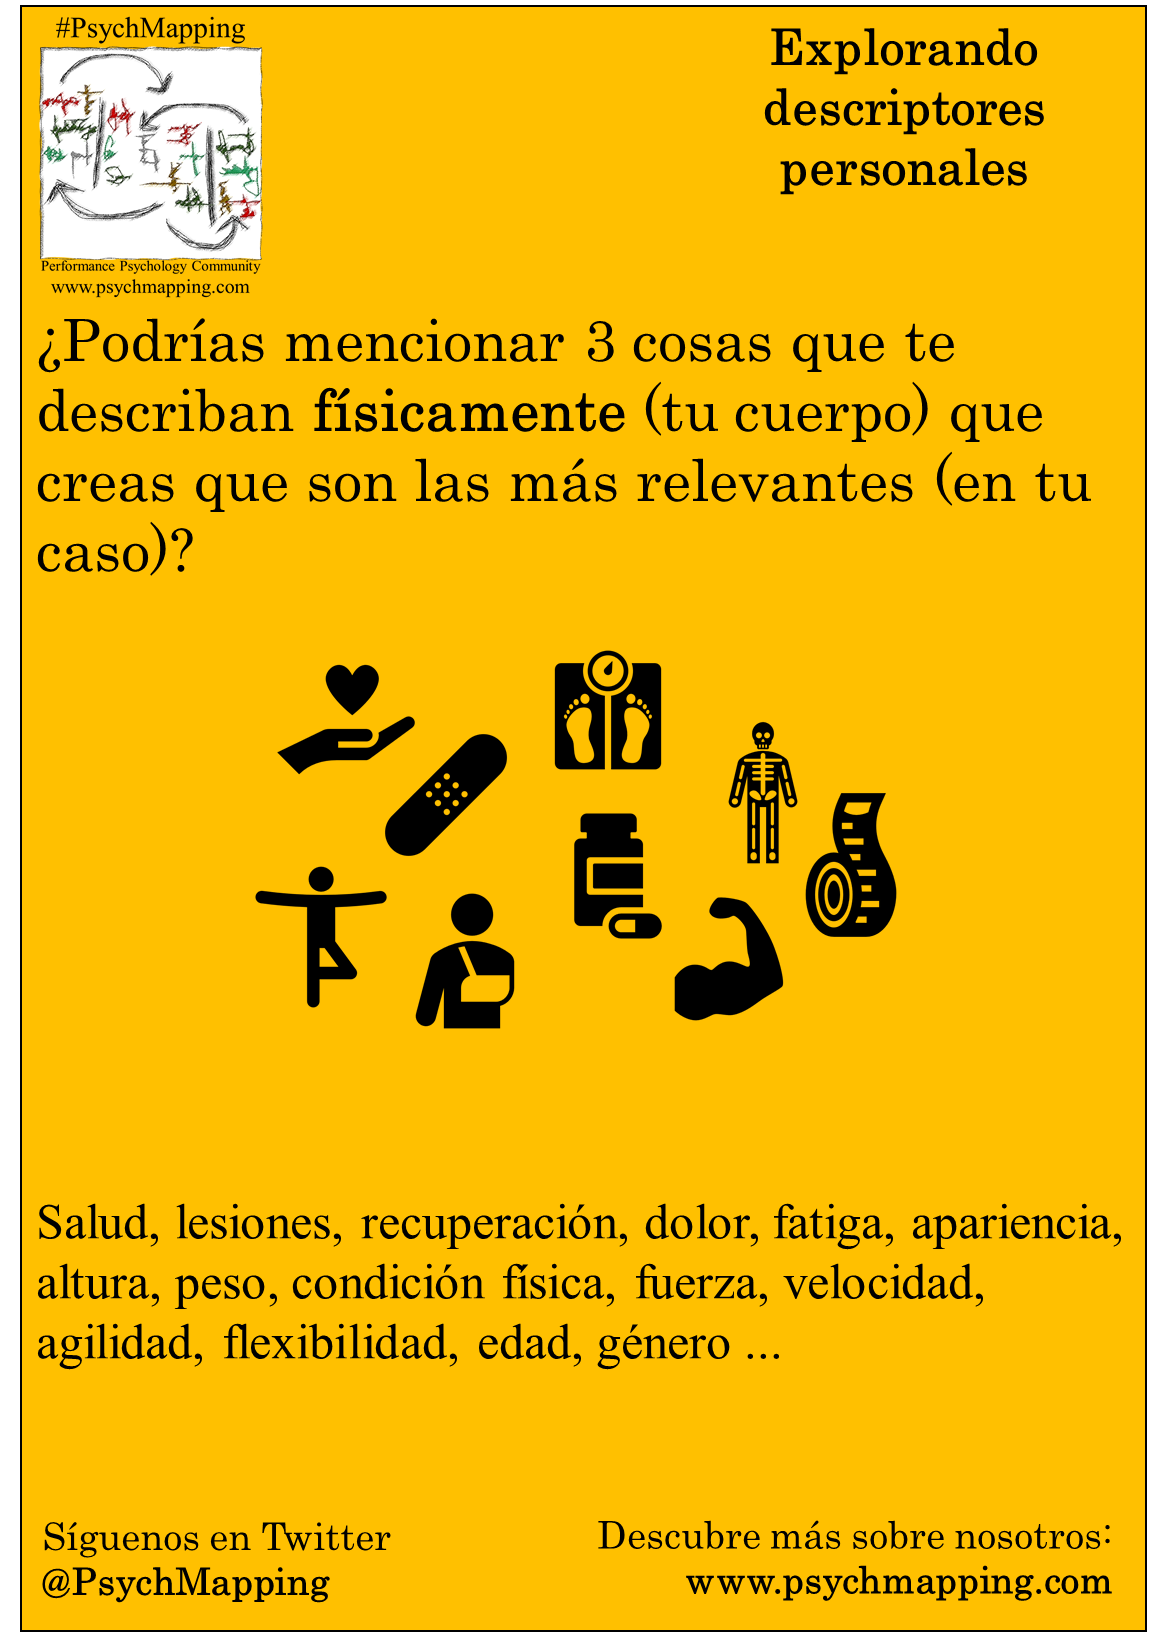 #PsychMapping
Performance Psychology Community
www.psychmapping.com
Explorando
descriptores
personales
¿Podrías mencionar 3 cosas que te
describan físicamente (tu cuerpo) que
creas que son las más relevantes (en tu
caso)?
Salud, lesiones, recuperación, dolor, fatiga, apariencia,
altura, peso, condición física, fuerza, velocidad,
agilidad, flexibilidad, edad, género ...
Síguenos en Twitter
@PsychMapping
Descubre más sobre nosotros:
www.psychmapping.com